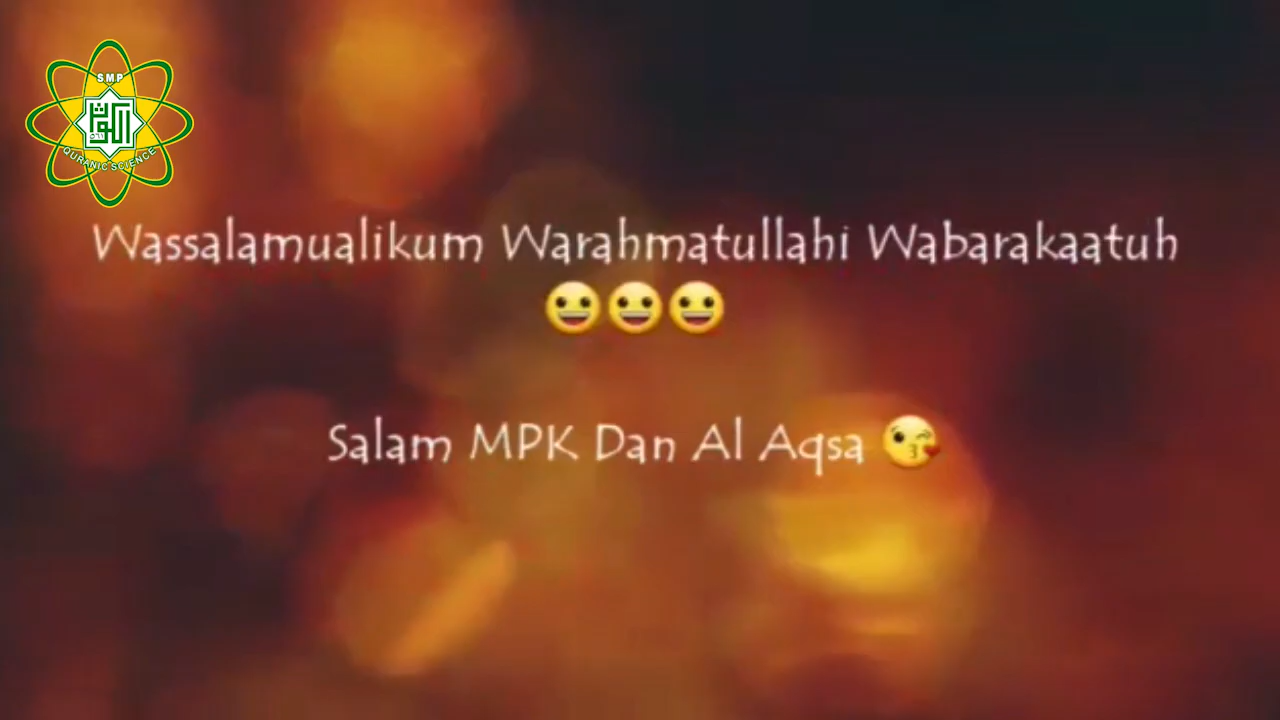 SMP
QURANIC SCIENCE
Wassalamualikum Warahmatullahi Wabarakaatuh
😀😀😀
Salam MPK Dan Al Aqsa 😘